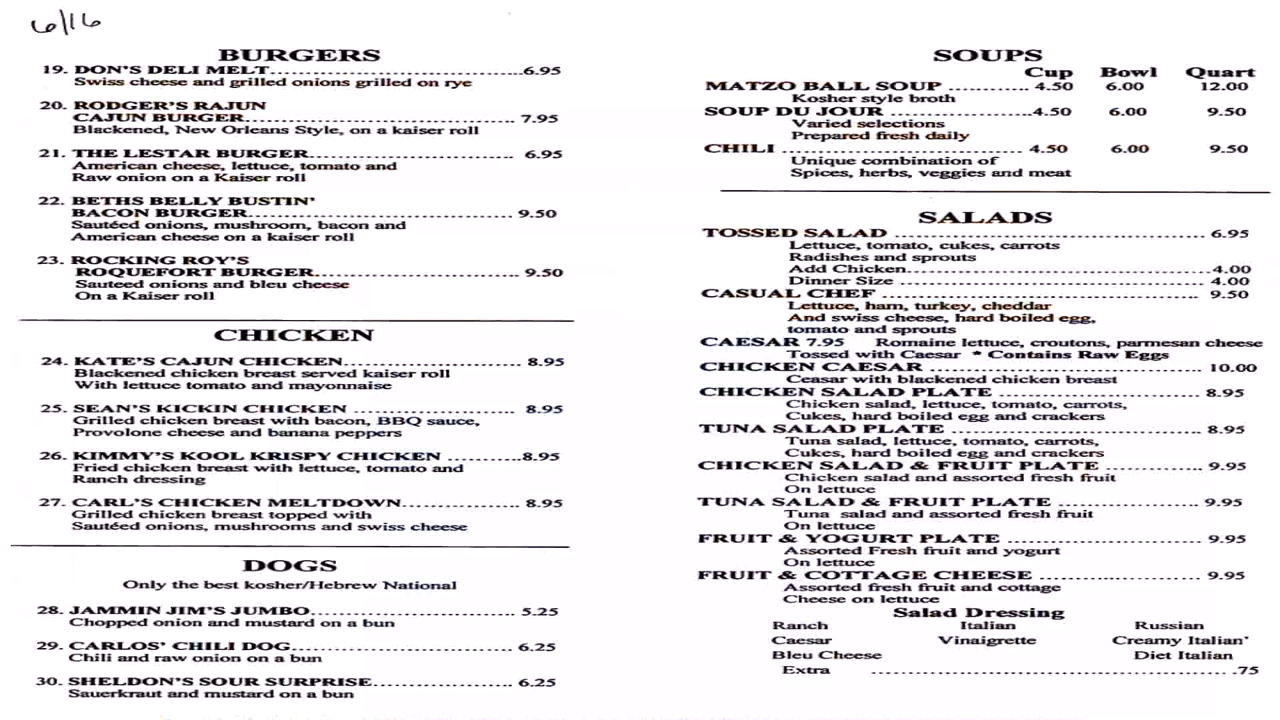 6/16
BURGERS
19. DON'S DELI MELT...............................................6.95
Swiss cheese and grilled onions grilled on rye
20. RODGER'S RAJUN
CAJUN BURGER.................................................... 7.95
Blackened, New Orleans Style, on a kaiser roll
21. THE LESTAR BURGER........................................ 6.95
American cheese, lettuce, tomato and
Raw onion on a Kaiser roll
22. BETHS BELLY BUSTIN'
BACON BURGER.................................................... 9.50
Sautéed onions, mushroom, bacon and
American cheese on a kaiser roll
23. ROCKING ROY'S
ROQUEFORT BURGER........................................ 9.50
Sauteed onions and bleu cheese
On a Kaiser roll
CHICKEN
24. KATE'S CAJUN CHICKEN................................... 8.95
Blackened chicken breast served kaiser roll
With lettuce tomato and mayonnaise
25. SEAN'S KICKIN CHICKEN ................................. 8.95
Grilled chicken breast with bacon, BBQ sauce,
Provolone cheese and banana peppers
26. KIMMY'S KOOL KRISPY CHICKEN ...............8.95
Fried chicken breast with lettuce, tomato and
Ranch dressing
27. CARL'S CHICKEN MELTDOWN....................... 8.95
Grilled chicken breast topped with
Sautéed onions, mushrooms and swiss cheese
DOGS
Only the best kosher/Hebrew National
28. JAMMIN JIM'S JUMBO........................................ 5.25
Chopped onion and mustard on a bun
29. CARLOS' CHILI DOG.......................................... 6.25
Chili and raw onion on a bun
30. SHELDON'S SOUR SURPRISE........................... 6.25
Sauerkraut and mustard on a bun
SOUPS
Cup Bowl Quart
MATZO BALL SOUP ........... 4.50 6.00 12.00
Kosher style broth
SOUP DU JOUR ....................4.50 6.00 9.50
Varied selections
Prepared fresh daily
CHILI .................................. 4.50 6.00 9.50
Unique combination of
Spices, herbs, veggies and meat
SALADS
TOSSED SALAD ............................................. 6.95
Lettuce, tomato, cukes, carrots
Radishes and sprouts
Add Chicken...........................................4.00
Dinner Size ............................................ 4.00
CASUAL CHEF ............................................. 9.50
Lettuce, ham, turkey, cheddar
And swiss cheese, hard boiled egg,
tomato and sprouts
CAESAR 7.95 Romaine lettuce, croutons, parmesan cheese
Tossed with Caesar * Contains Raw Eggs
CHICKEN CAESAR ........................................ 10.00
Ceasar with blackened chicken breast
CHICKEN SALAD PLATE .............................. 8.95
Chicken salad, lettuce, tomato, carrots,
Cukes, hard boiled egg and crackers
TUNA SALAD PLATE ..................................... 8.95
Tuna salad, lettuce, tomato, carrots,
Cukes, hard boiled egg and crackers
CHICKEN SALAD & FRUIT PLATE .............. 9.95
Chicken salad and assorted fresh fruit
On lettuce
TUNA SALAD & FRUIT PLATE ..................... 9.95
Tuna salad and assorted fresh fruit
On lettuce
FRUIT & YOGURT PLATE ............................. 9.95
Assorted Fresh fruit and yogurt
On lettuce
FRUIT & COTTAGE CHEESE ........................ 9.95
Assorted fresh fruit and cottage
Cheese on lettuce
Salad Dressing
Ranch Italian Russian
Caesar Vinaigrette Creamy Italian'
Bleu Cheese Diet Italian
Extra .......................................................... .75